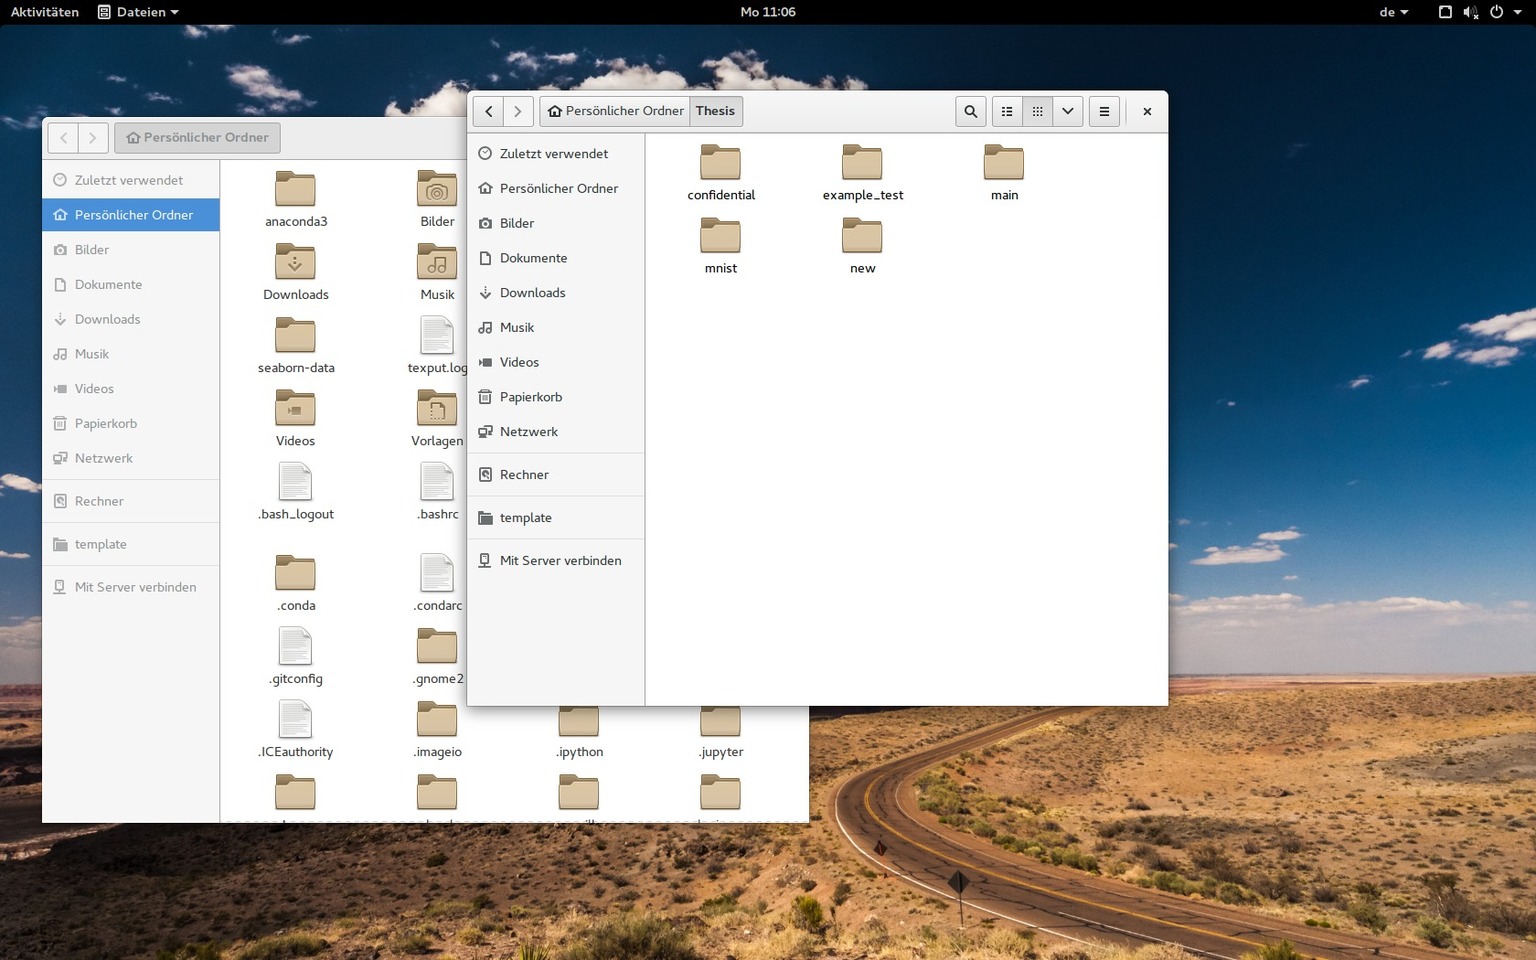 Aktivitäten Dateien Mo 11:06 de
Persönlicher Ordner
Zuletzt verwendet
Persönlicher Ordner
Bilder
Dokumente
Downloads
Musik
Videos
Papierkorb
Netzwerk
Rechner
template
Mit Server verbinden
anaconda3 Bilder
Downloads Musik
seaborn-data texput.log
Videos Vorlagen
.bash_logout .bashrc
.conda .condarc
.gitconfig .gnome2
.ICEauthority .imageio .ipython .jupyter
Persönlicher Ordner Thesis
Zuletzt verwendet
Persönlicher Ordner
Bilder
Dokumente
Downloads
Musik
Videos
Papierkorb
Netzwerk
Rechner
template
Mit Server verbinden
confidential example_test main
mnist new